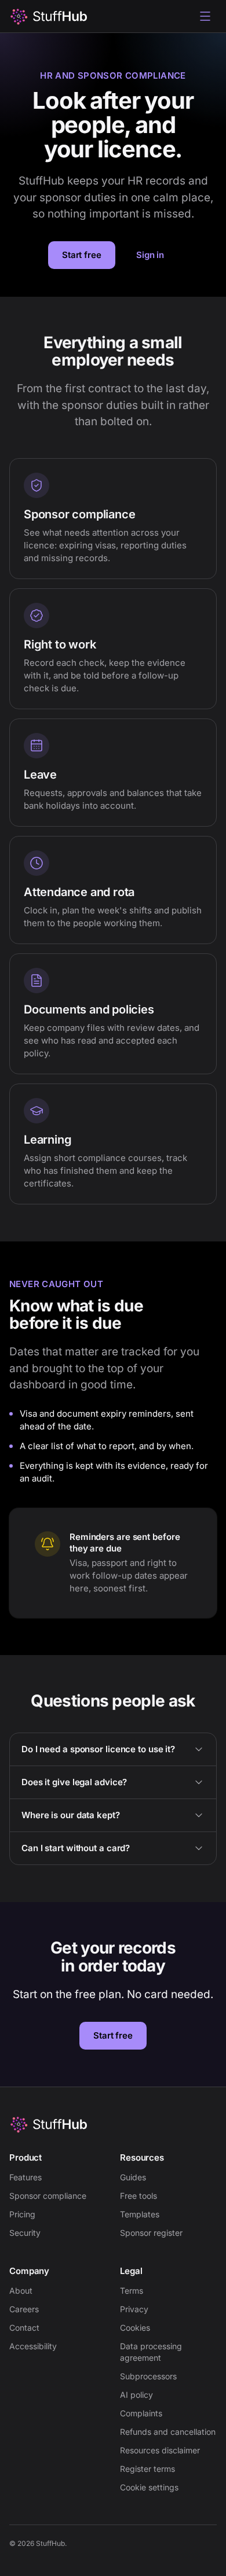 StuffHub
HR AND SPONSOR COMPLIANCE
Look after your
people, and
your licence.
StuffHub keeps your HR records and
your sponsor duties in one calm place,
so nothing important is missed.
Start free
Sign in
Everything a small
employer needs
From the first contract to the last day,
with the sponsor duties built in rather
than bolted on.
Sponsor compliance
See what needs attention across your
licence: expiring visas, reporting duties
and missing records.
Right to work
Record each check, keep the evidence
with it, and be told before a follow-up
check is due.
Leave
Requests, approvals and balances that take
bank holidays into account.
Attendance and rota
Clock in, plan the week's shifts and publish
them to the people working them.
Documents and policies
Keep company files with review dates, and
see who has read and accepted each
policy.
Learning
Assign short compliance courses, track
who has finished them and keep the
certificates.
NEVER CAUGHT OUT
Know what is due
before it is due
Dates that matter are tracked for you
and brought to the top of your
dashboard in good time.
Visa and document expiry reminders, sent
ahead of the date.
A clear list of what to report, and by when.
Everything is kept with its evidence, ready for
an audit.
Reminders are sent before
they are due
Visa, passport and right to
work follow-up dates appear
here, soonest first.
Questions people ask
Do I need a sponsor licence to use it?
Does it give legal advice?
Where is our data kept?
Can I start without a card?
Get your records
in order today
Start on the free plan. No card needed.
Start free
StuffHub
Product
Features
Sponsor compliance
Pricing
Security
Resources
Guides
Free tools
Templates
Sponsor register
Company
About
Careers
Contact
Accessibility
Legal
Terms
Privacy
Cookies
Data processing
agreement
Subprocessors
AI policy
Complaints
Refunds and cancellation
Resources disclaimer
Register terms
Cookie settings
© 2026 StuffHub.